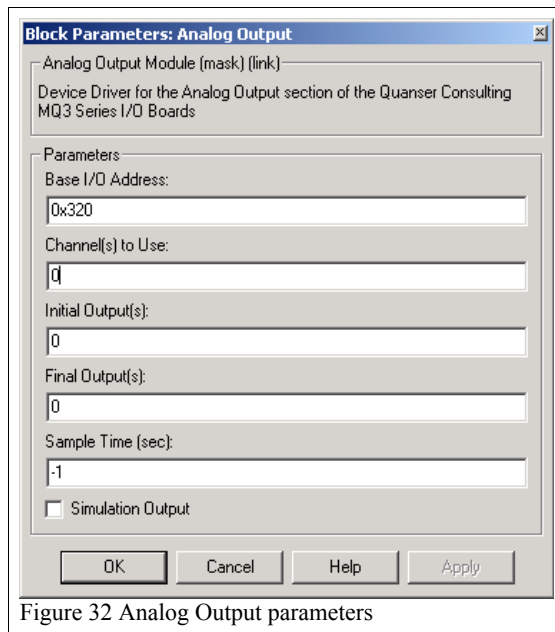 Block Parameters: Analog Output
Analog Output Module (mask) (link)
Device Driver for the Analog Output section of the Quanser Consulting
MQ3 Series I/O Boards
Parameters
Base I/O Address:
0x320
Channel(s) to Use:
0
Initial Output(s):
0
Final Output(s):
0
Sample Time (sec):
-1
Simulation Output
OK Cancel Help Apply
Figure 32 Analog Output parameters